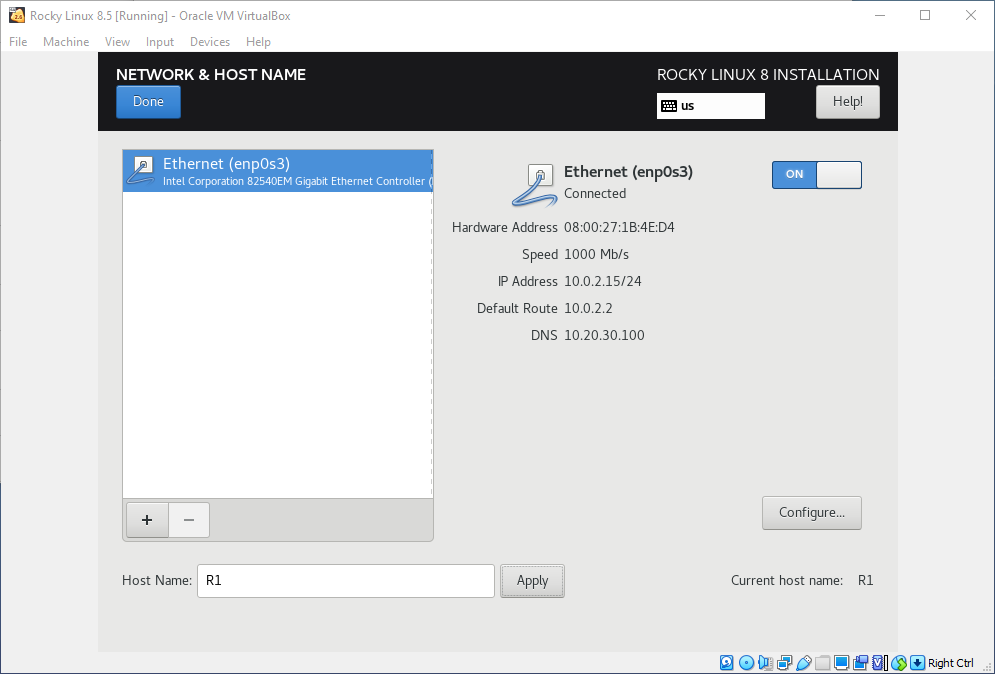 Rocky Linux 8.5 [Running] - Oracle VM VirtualBox
File Machine View Input Devices Help
NETWORK & HOST NAME
ROCKY LINUX 8 INSTALLATION
Done
us
Help!
Ethernet (enp0s3)
Intel Corporation 82540EM Gigabit Ethernet Controller (
Ethernet (enp0s3)
Connected
ON
Hardware Address 08:00:27:1B:4E:D4
Speed 1000 Mb/s
IP Address 10.0.2.15/24
Default Route 10.0.2.2
DNS 10.20.30.100
+ −
Configure...
Host Name: R1 Apply
Current host name: R1
Right Ctrl